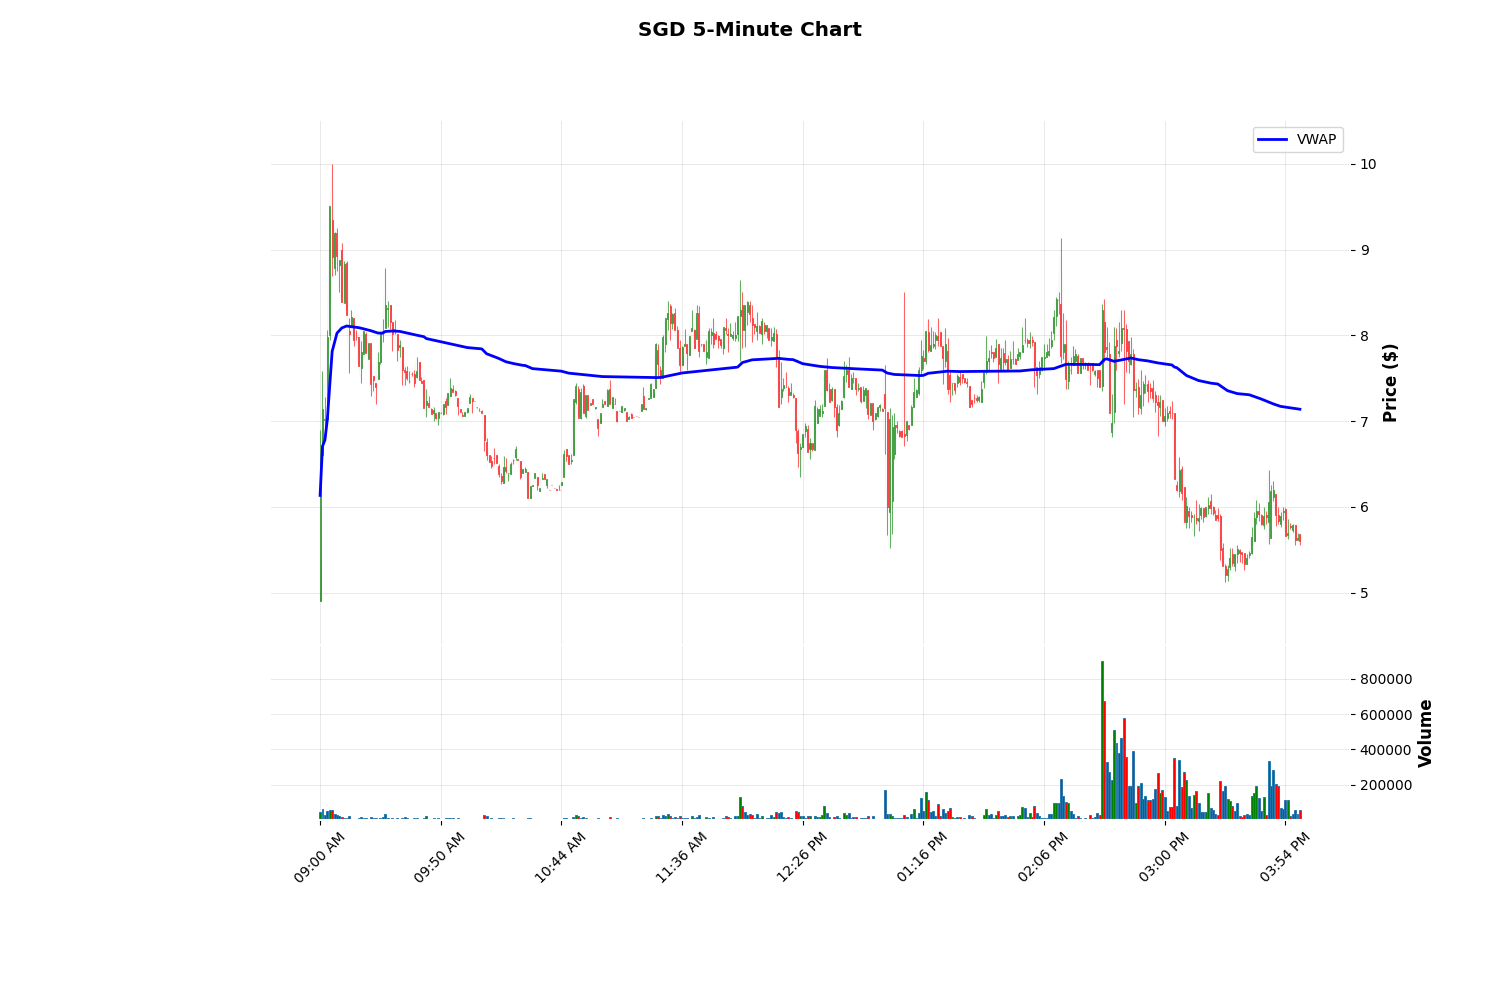 SGD 5-Minute Chart
VWAP
10
9
8
7
6
5
Price ($)
800000
600000
400000
200000
Volume
09:00 AM
09:50 AM
10:44 AM
11:36 AM
12:26 PM
01:16 PM
02:06 PM
03:00 PM
03:54 PM